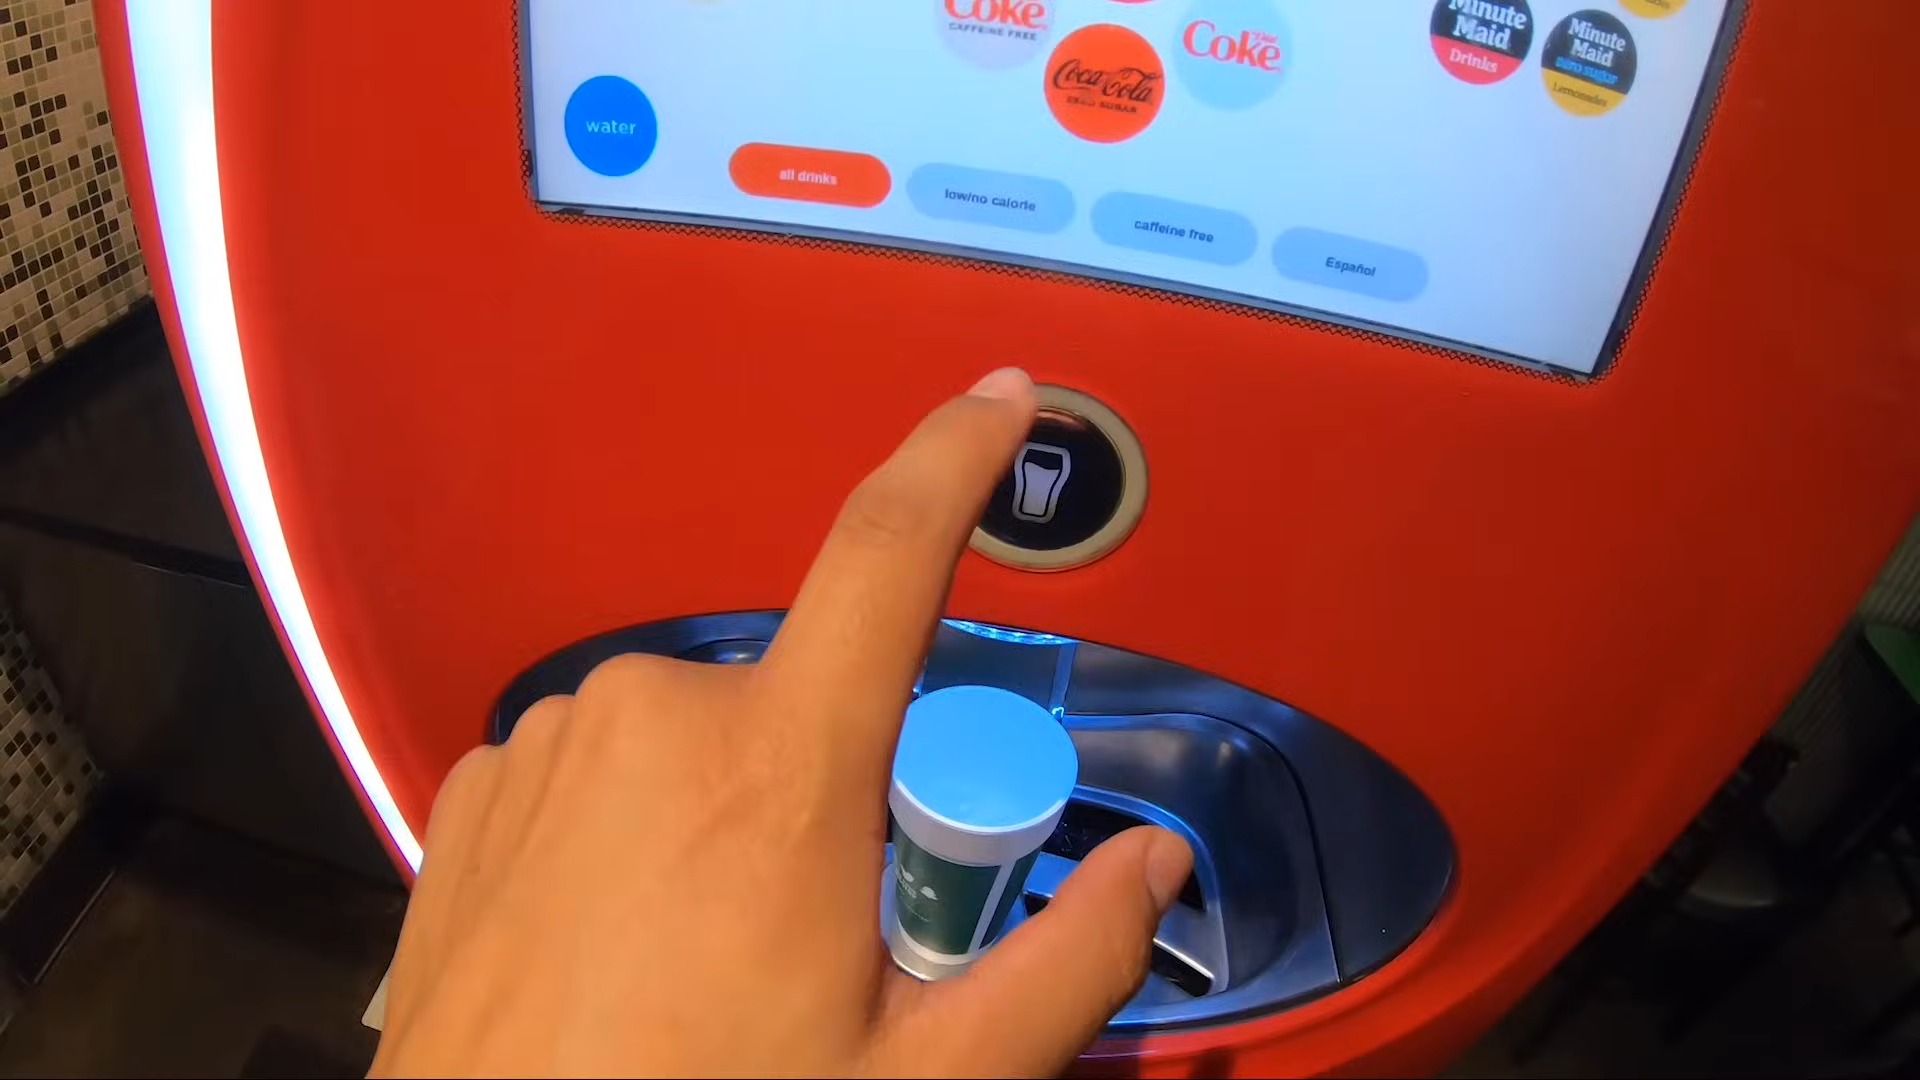 Coke
CAFFEINE FREE
Coca-Cola
ZERO SUGAR
Diet
Coke
Minute
Maid
Drinks
Minute
Maid
zero sugar
Lemonades
water
all drinks
low/no calorie
caffeine free
Español